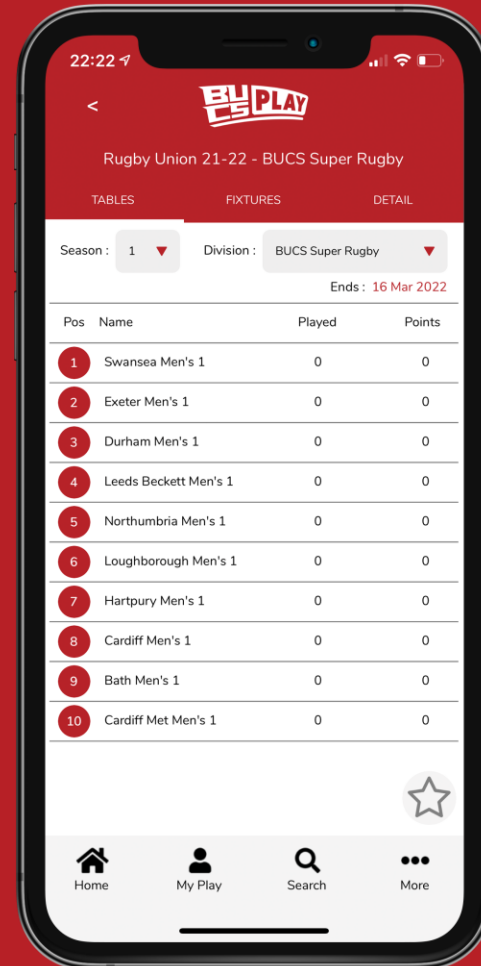 22:22
<
BUCS PLAY
Rugby Union 21-22 - BUCS Super Rugby
TABLES FIXTURES DETAIL
Season : 1 Division : BUCS Super Rugby
Ends : 16 Mar 2022
Pos Name Played Points
1 Swansea Men's 1 0 0
2 Exeter Men's 1 0 0
3 Durham Men's 1 0 0
4 Leeds Beckett Men's 1 0 0
5 Northumbria Men's 1 0 0
6 Loughborough Men's 1 0 0
7 Hartpury Men's 1 0 0
8 Cardiff Men's 1 0 0
9 Bath Men's 1 0 0
10 Cardiff Met Men's 1 0 0
Home My Play Search More